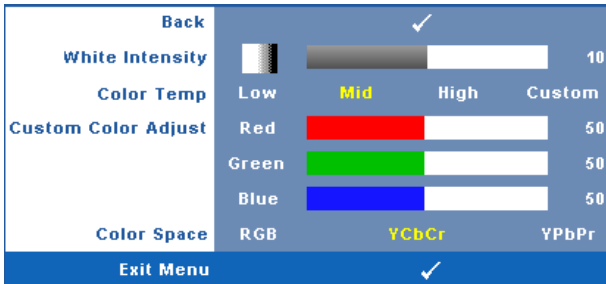 Back
White Intensity 10
Color Temp Low Mid High Custom
Custom Color Adjust Red 50
Green 50
Blue 50
Color Space RGB YCbCr YPbPr
Exit Menu